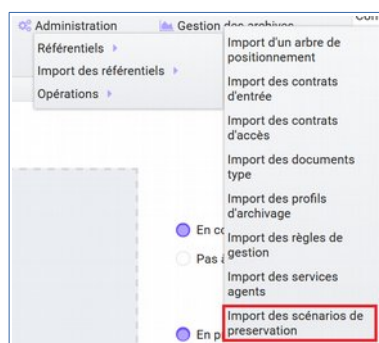 Administration
Gestion des archives
Référentiels
Import des référentiels
Opérations
Import d'un arbre de
positionnement
Import des contrats
d'entrée
Import des contrats
d'accès
Import des documents
type
Import des profils
d'archivage
Import des règles de
gestion
Import des services
agents
Import des scénarios de
preservation
En
Pas
En